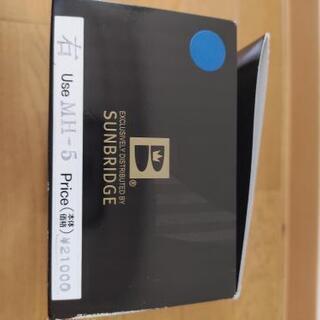 右 Use MH-5 Price(本体価格)¥21000
B®
EXCLUSIVELY DISTRIBUTED BY
SUNBRIDGE